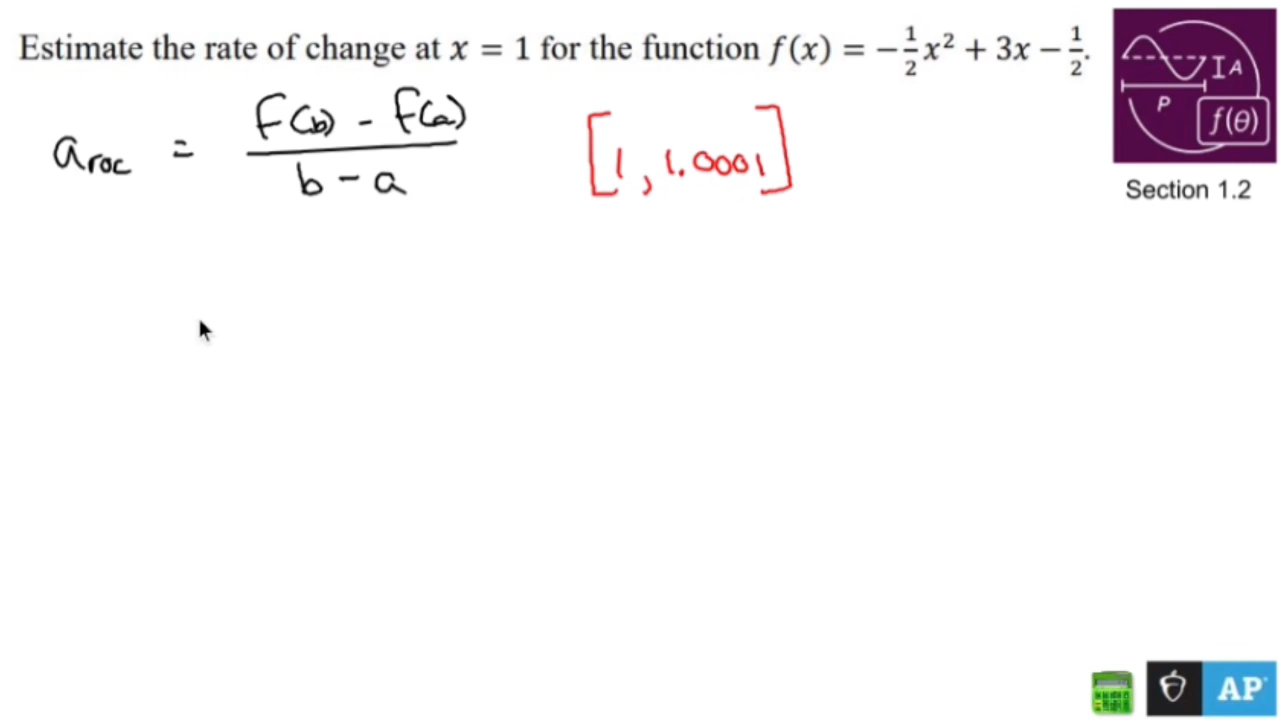 Estimate the rate of change at x = 1 for the function f(x) = −½x² + 3x − ½.
a_roc = (F(b) - F(a)) / (b - a)
[1, 1.0001]
A
P
f(θ)
Section 1.2
AP